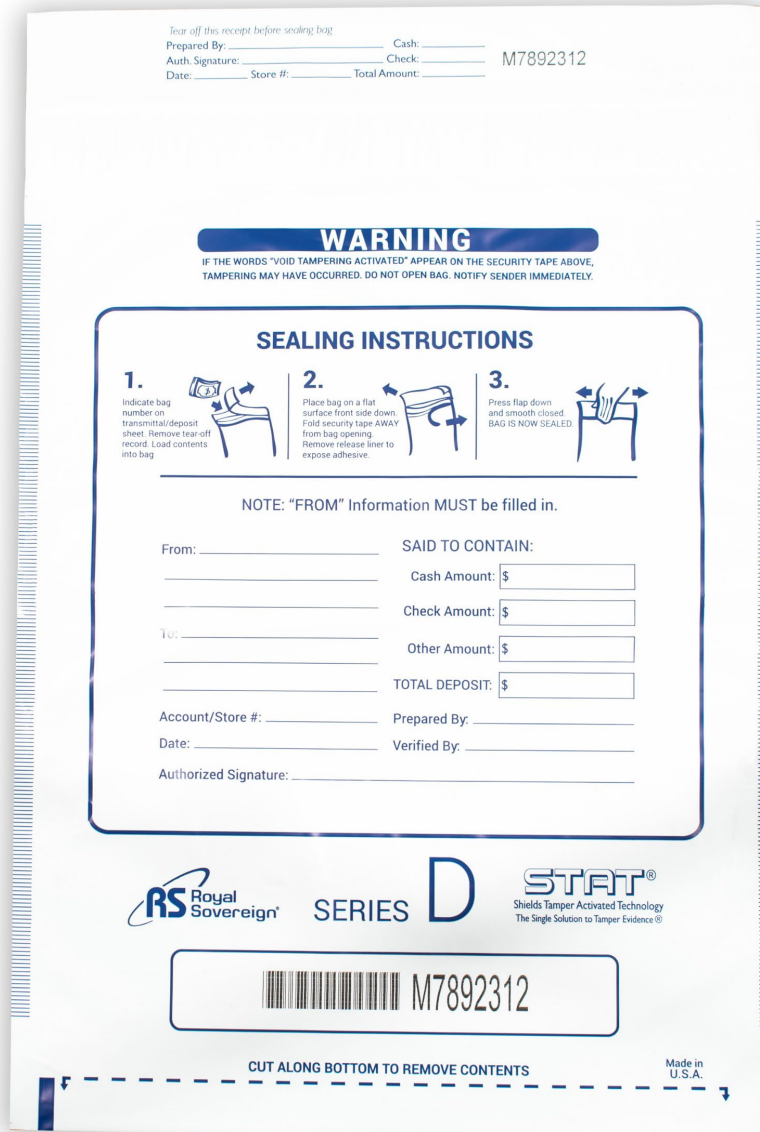 Tear off this receipt before sealing bag
Prepared By: Cash:
Auth. Signature: Check:
M7892312
Date: Store #: Total Amount:
WARNING
IF THE WORDS "VOID TAMPERING ACTIVATED" APPEAR ON THE SECURITY TAPE ABOVE,
TAMPERING MAY HAVE OCCURRED. DO NOT OPEN BAG. NOTIFY SENDER IMMEDIATELY.
SEALING INSTRUCTIONS
1.
Indicate bag
number on
transmittal/deposit
sheet. Remove tear-off
record. Load contents
into bag
2.
Place bag on a flat
surface front side down.
Fold security tape AWAY
from bag opening.
Remove release liner to
expose adhesive.
3.
Press flap down
and smooth closed.
BAG IS NOW SEALED.
NOTE: "FROM" Information MUST be filled in.
From:
To:
SAID TO CONTAIN:
Cash Amount: $
Check Amount: $
Other Amount: $
TOTAL DEPOSIT: $
Account/Store #: Prepared By:
Date: Verified By:
Authorized Signature:
RS Royal
Sovereign®
SERIES D
STAT®
Shields Tamper Activated Technology
The Single Solution to Tamper Evidence ®
M7892312
CUT ALONG BOTTOM TO REMOVE CONTENTS
Made in
U.S.A.